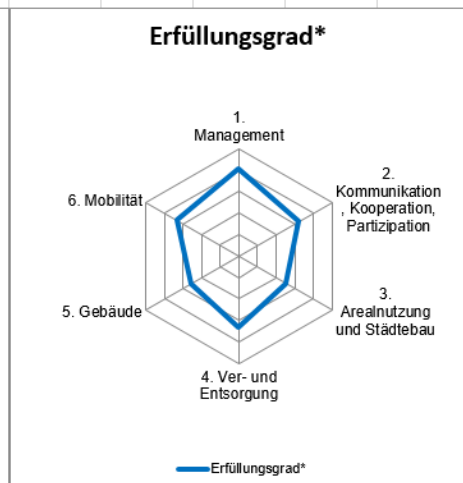 Erfüllungsgrad*
1.
Management
2.
Kommunikation
, Kooperation,
Partizipation
3.
Arealnutzung
und Städtebau
4. Ver- und
Entsorgung
5. Gebäude
6. Mobilität
Erfüllungsgrad*